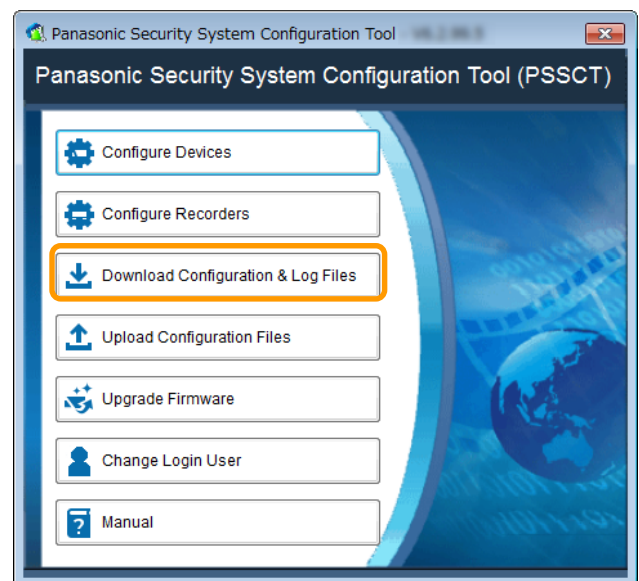 Panasonic Security System Configuration Tool
Panasonic Security System Configuration Tool (PSSCT)
Configure Devices
Configure Recorders
Download Configuration & Log Files
Upload Configuration Files
Upgrade Firmware
Change Login User
Manual